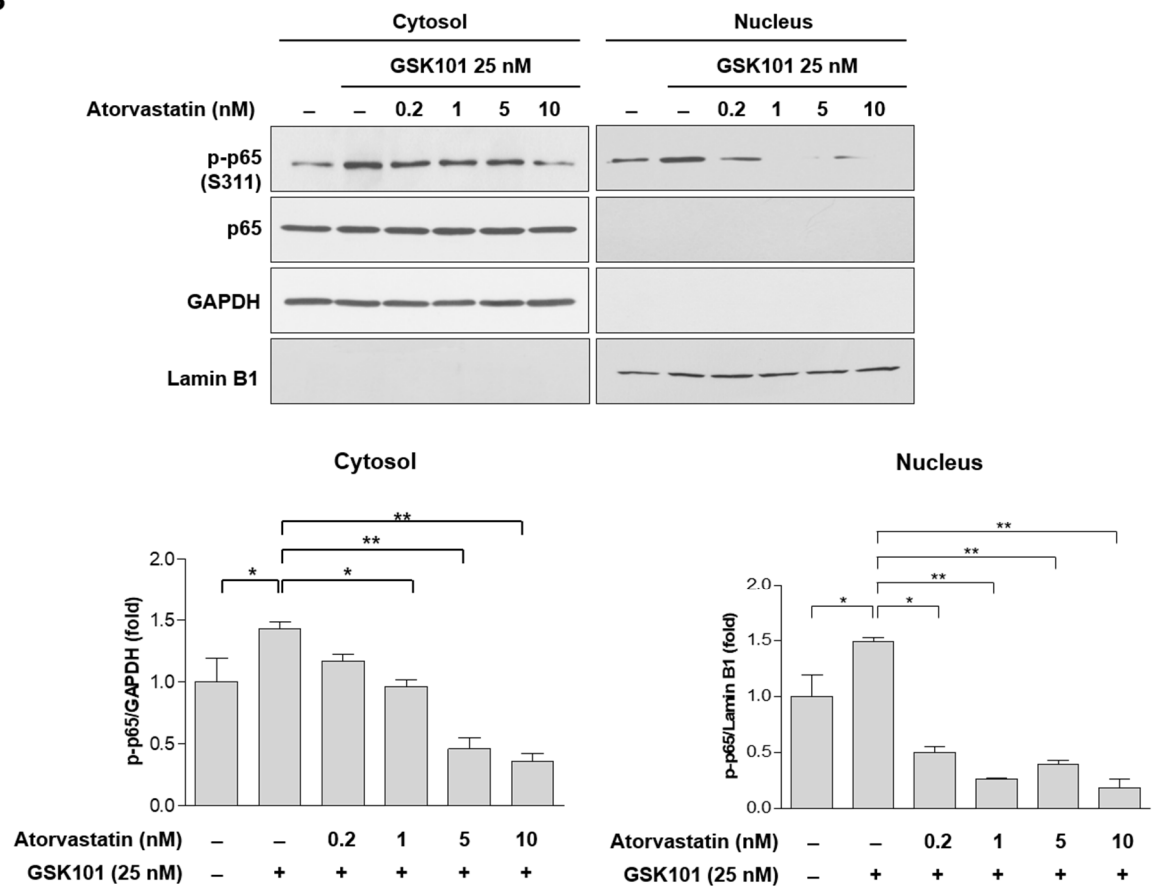 Cytosol Nucleus
GSK101 25 nM GSK101 25 nM
Atorvastatin (nM) – – 0.2 1 5 10 – – 0.2 1 5 10
p-p65
(S311)
p65
GAPDH
Lamin B1
Cytosol
**
**
* *
2.0
1.5
1.0
0.5
0.0
p-p65/GAPDH (fold)
Atorvastatin (nM) – – 0.2 1 5 10
GSK101 (25 nM) – + + + + +
Nucleus
**
**
**
* *
2.0
1.5
1.0
0.5
0.0
p-p65/Lamin B1 (fold)
Atorvastatin (nM) – – 0.2 1 5 10
GSK101 (25 nM) – + + + + +